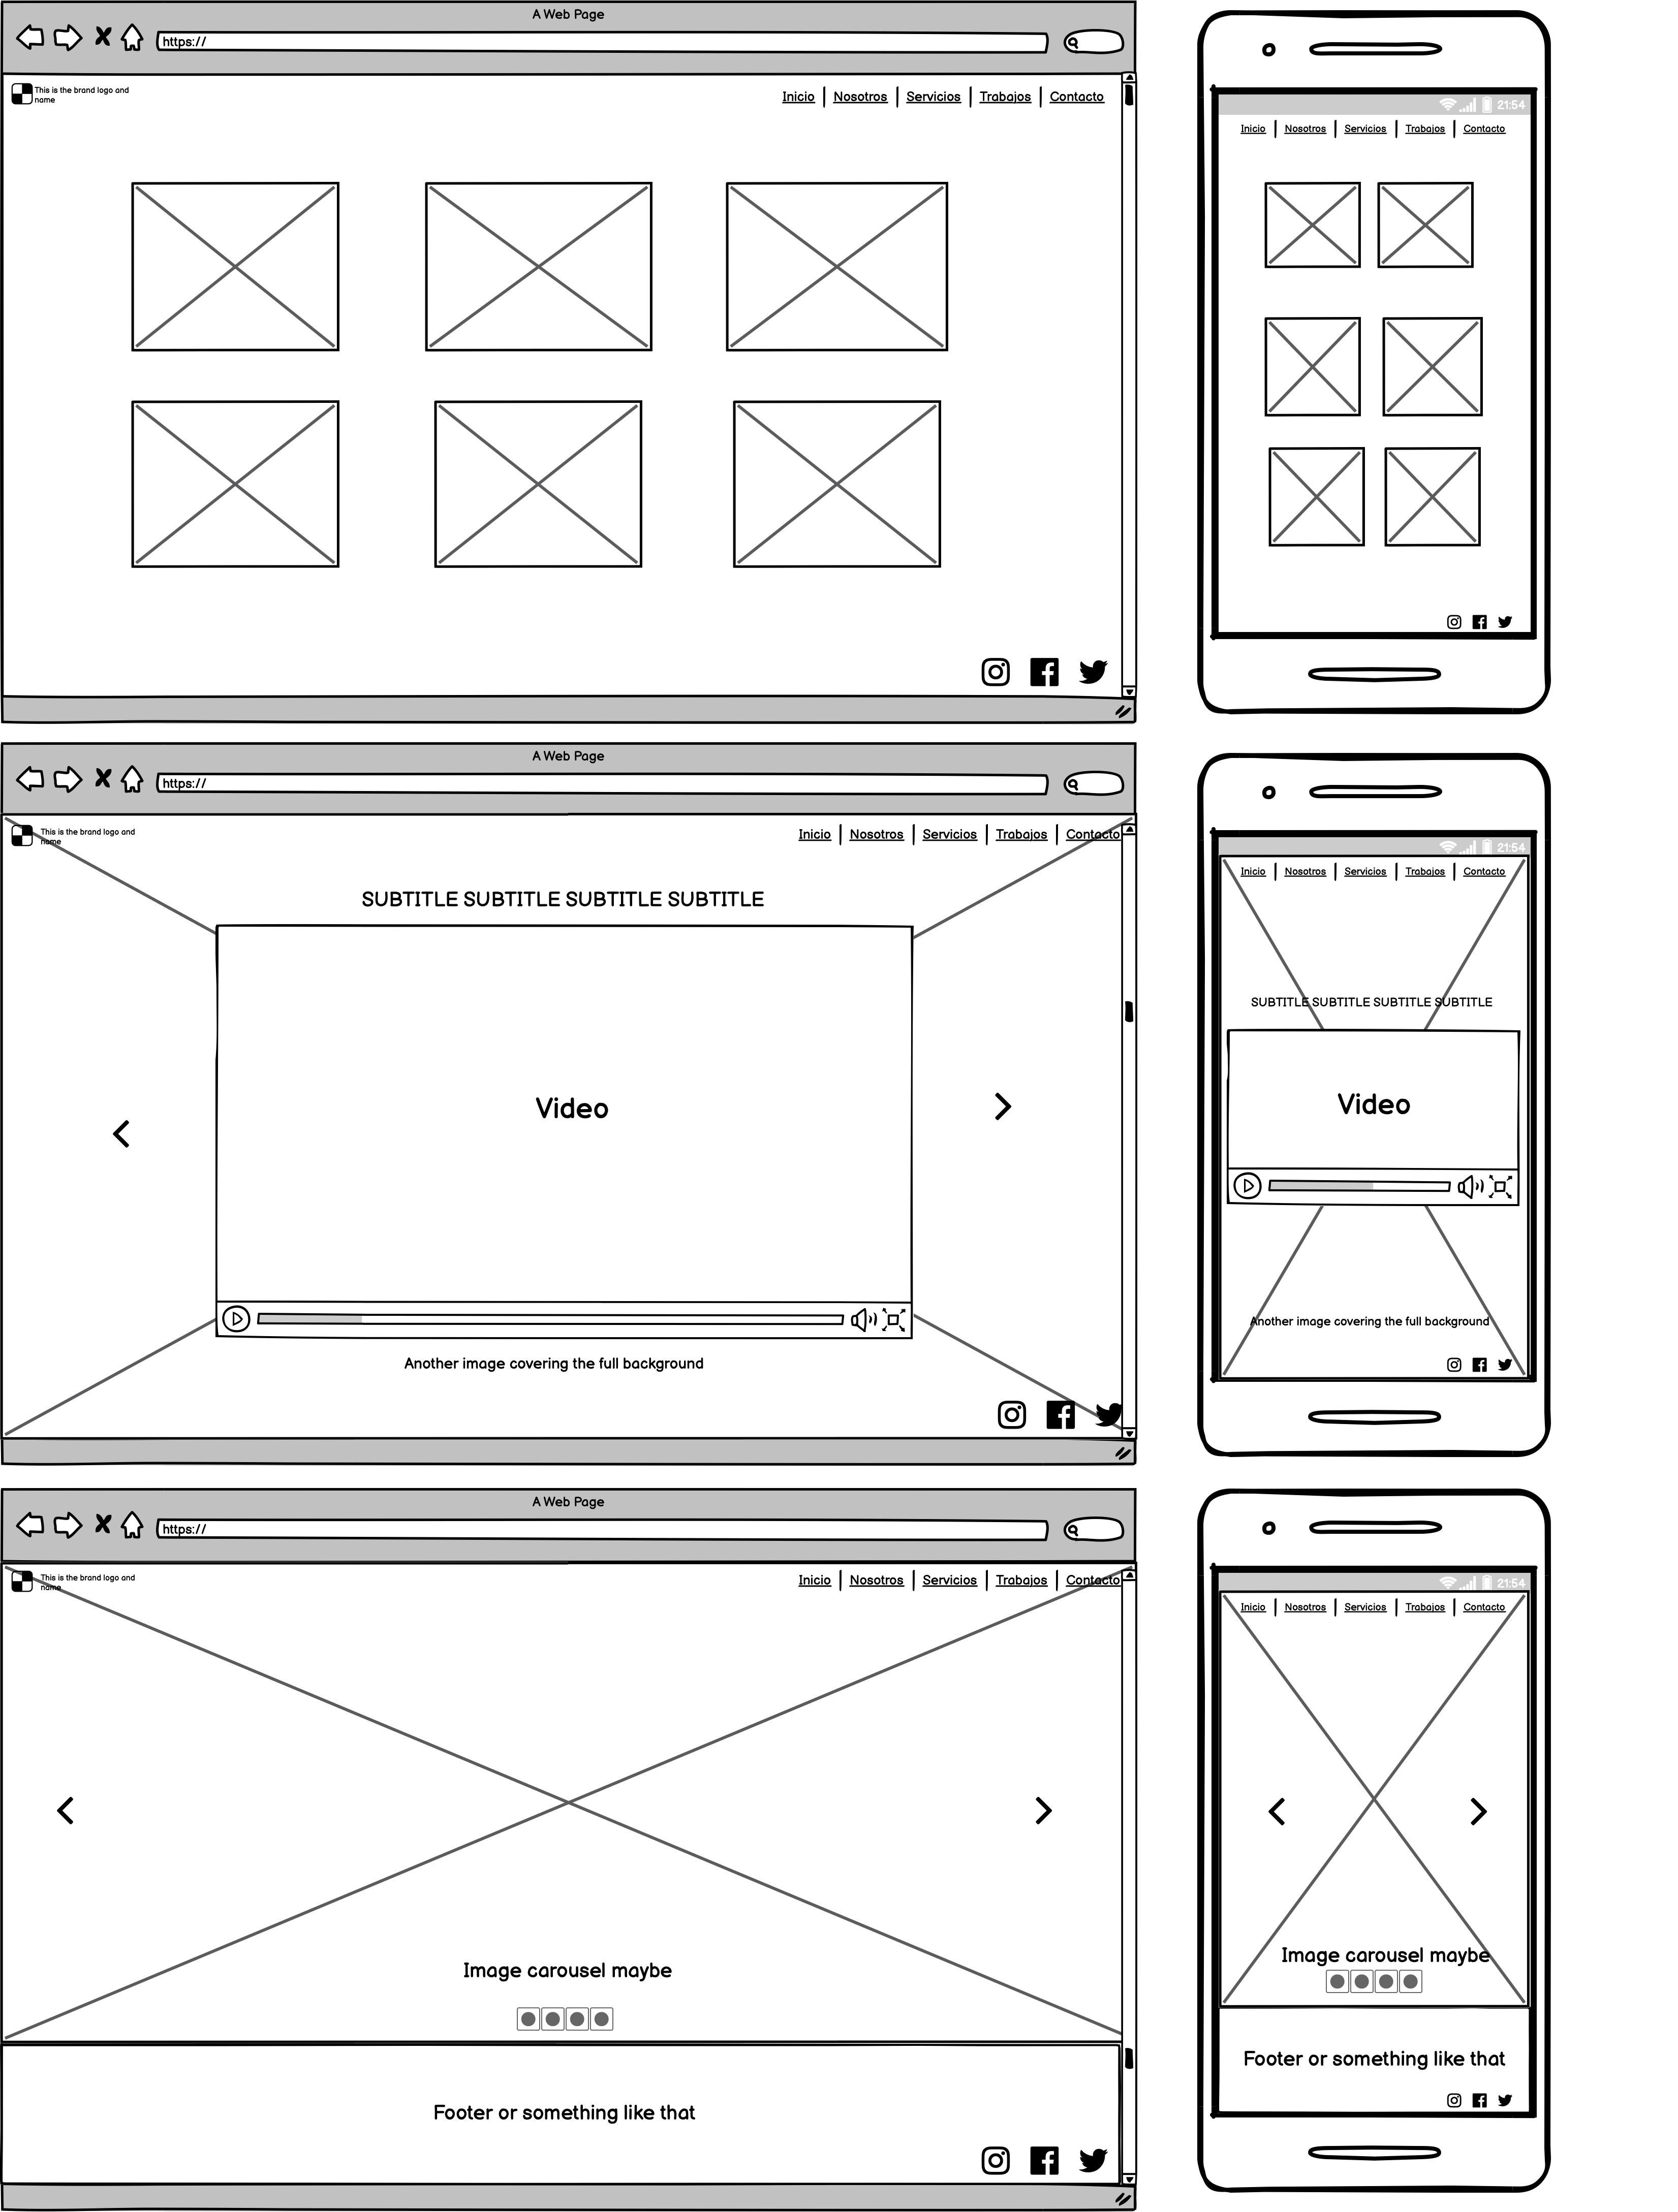 A Web Page
https://
This is the brand logo and
name
Inicio Nosotros Servicios Trabajos Contacto
21:54
Inicio Nosotros Servicios Trabajos Contacto
A Web Page
https://
This is the brand logo and
name
Inicio Nosotros Servicios Trabajos Contacto
SUBTITLE SUBTITLE SUBTITLE SUBTITLE
Video
Another image covering the full background
21:54
Inicio Nosotros Servicios Trabajos Contacto
SUBTITLE SUBTITLE SUBTITLE SUBTITLE
Video
Another image covering the full background
A Web Page
https://
This is the brand logo and
name
Inicio Nosotros Servicios Trabajos Contacto
Image carousel maybe
Footer or something like that
21:54
Inicio Nosotros Servicios Trabajos Contacto
Image carousel maybe
Footer or something like that